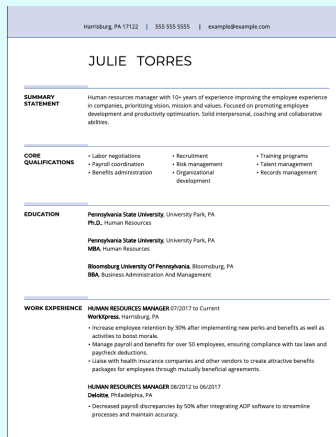 Harrisburg, PA 17122 | 555 555 5555 | example@example.com
JULIE TORRES
SUMMARY STATEMENT
Human resources manager with 10+ years of experience improving the employee experience
in companies, prioritizing vision, mission and values. Focused on promoting employee
development and productivity optimization. Solid interpersonal, coaching and collaborative
abilities.
CORE QUALIFICATIONS
• Labor negotiations
• Payroll coordination
• Benefits administration
• Recruitment
• Risk management
• Organizational
development
• Training programs
• Talent management
• Records management
EDUCATION
Pennsylvania State University, University Park, PA
Ph.D., Human Resources
Pennsylvania State University, University Park, PA
MBA, Human Resources
Bloomsburg University Of Pennsylvania, Bloomsburg, PA
BBA, Business Administration And Management
WORK EXPERIENCE
HUMAN RESOURCES MANAGER 07/2017 to Current
WorkXpress, Harrisburg, PA
• Increase employee retention by 30% after implementing new perks and benefits as well as
activities to boost morale.
• Manage payroll and benefits for over 50 employees, ensuring compliance with tax laws and
paycheck deductions.
• Liaise with health insurance companies and other vendors to create attractive benefits
packages for employees through mutually beneficial agreements.
HUMAN RESOURCES MANAGER 08/2012 to 06/2017
Deloitte, Philadelphia, PA
• Decreased payroll discrepancies by 50% after integrating ADP software to streamline
processes and maintain accuracy.